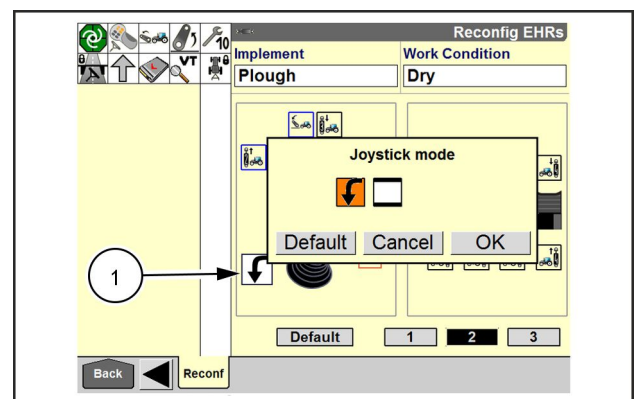 Reconfig EHRs
10
VT
Implement
Work Condition
Plough
Dry
Joystick mode
Default
Cancel
OK
1
Default
1
2
3
Back
Reconf